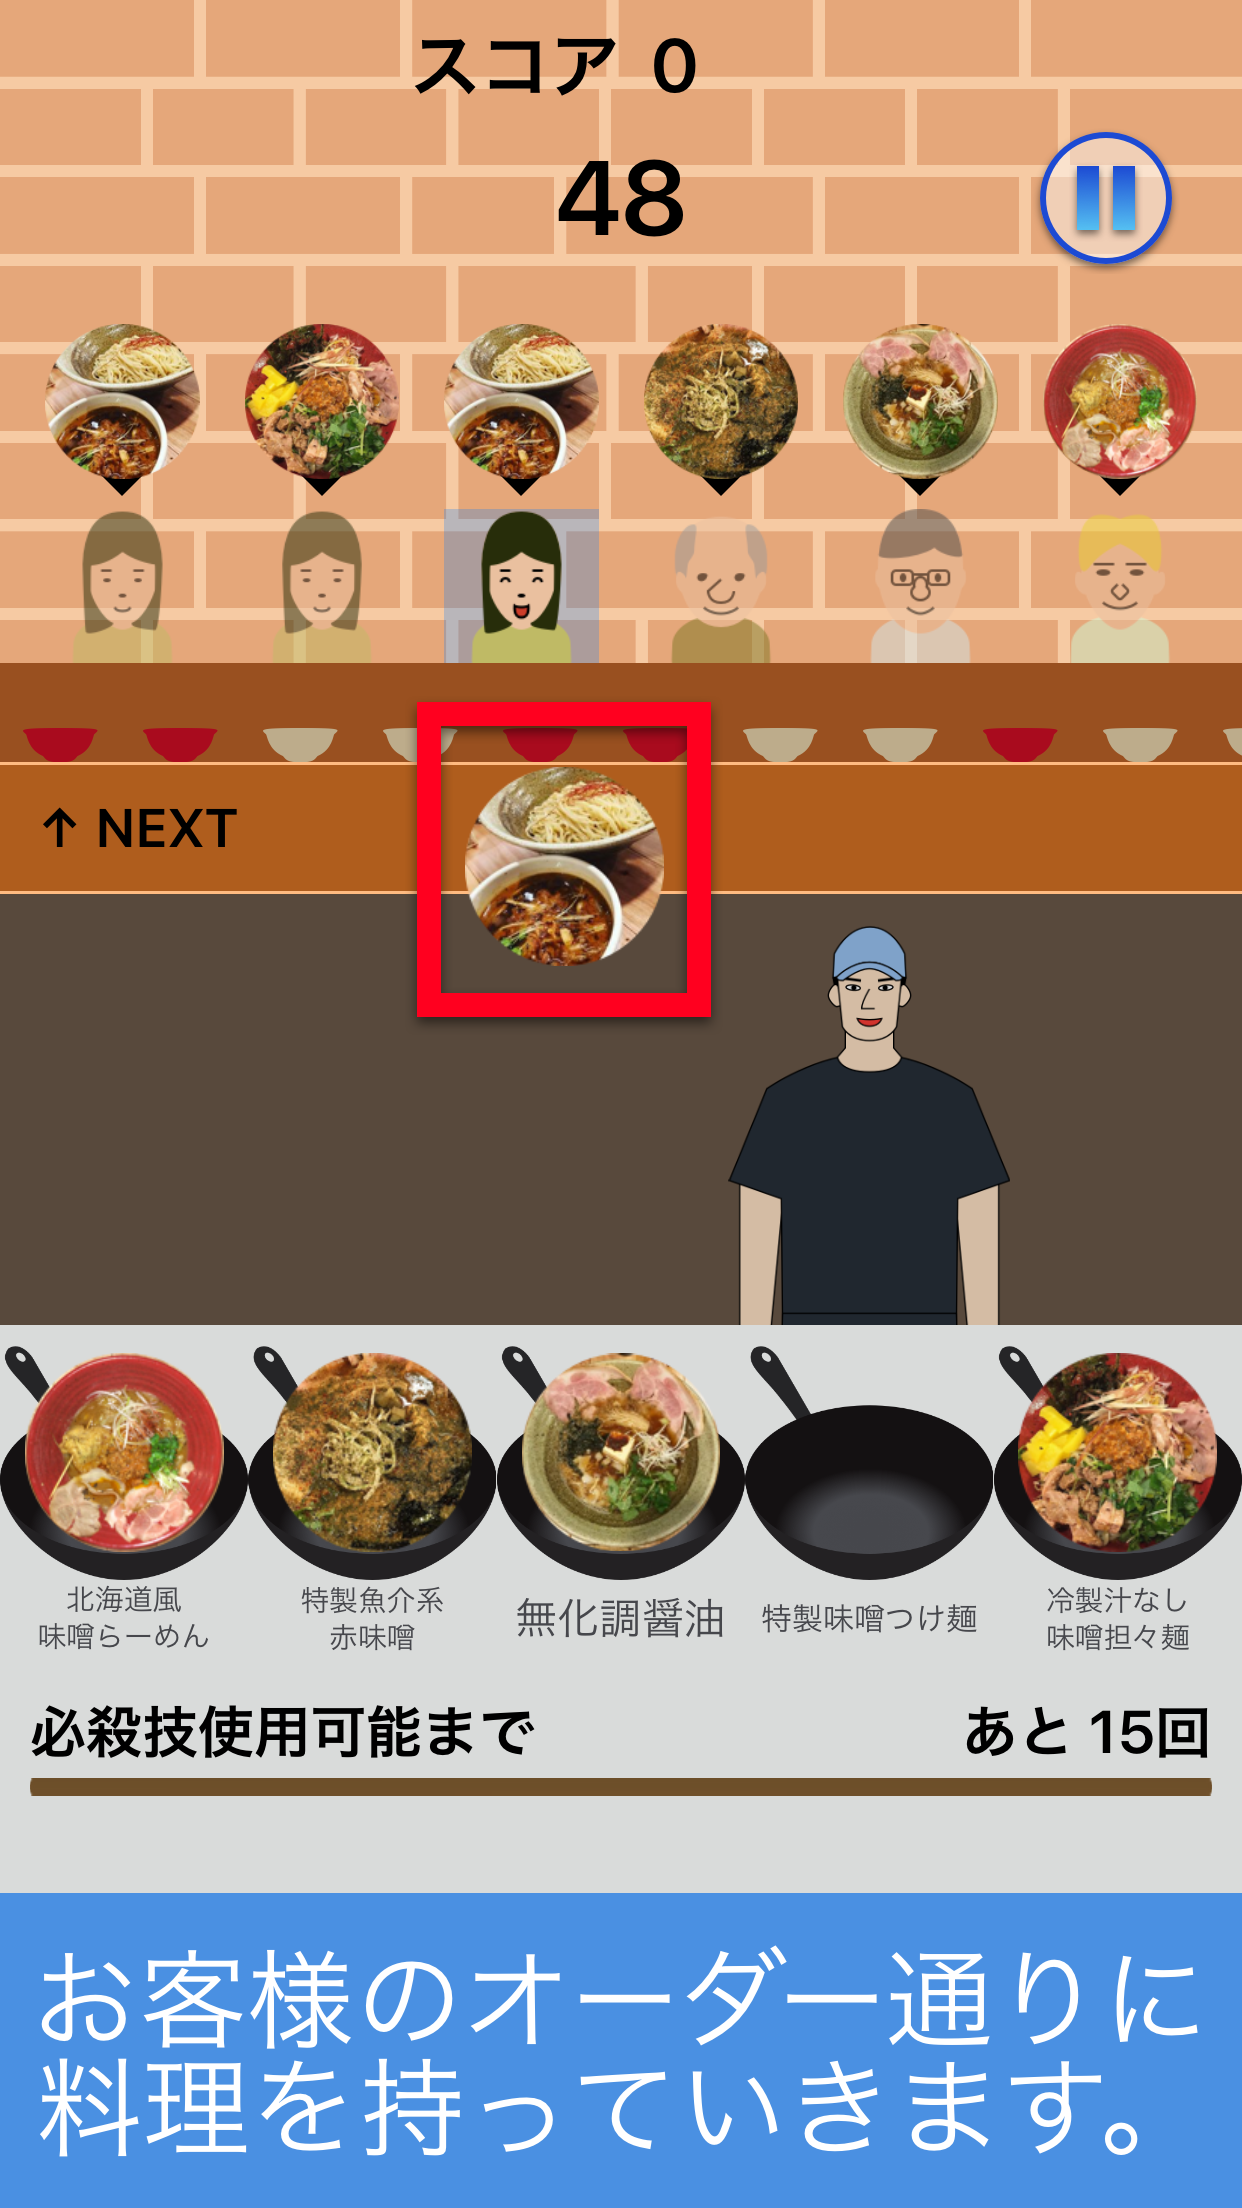 スコア 0
48
↑ NEXT
北海道風
味噌らーめん
特製魚介系
赤味噌
無化調醤油
特製味噌つけ麺
冷製汁なし
味噌担々麺
必殺技使用可能まで
あと 15回
お客様のオーダー通りに
料理を持っていきます。